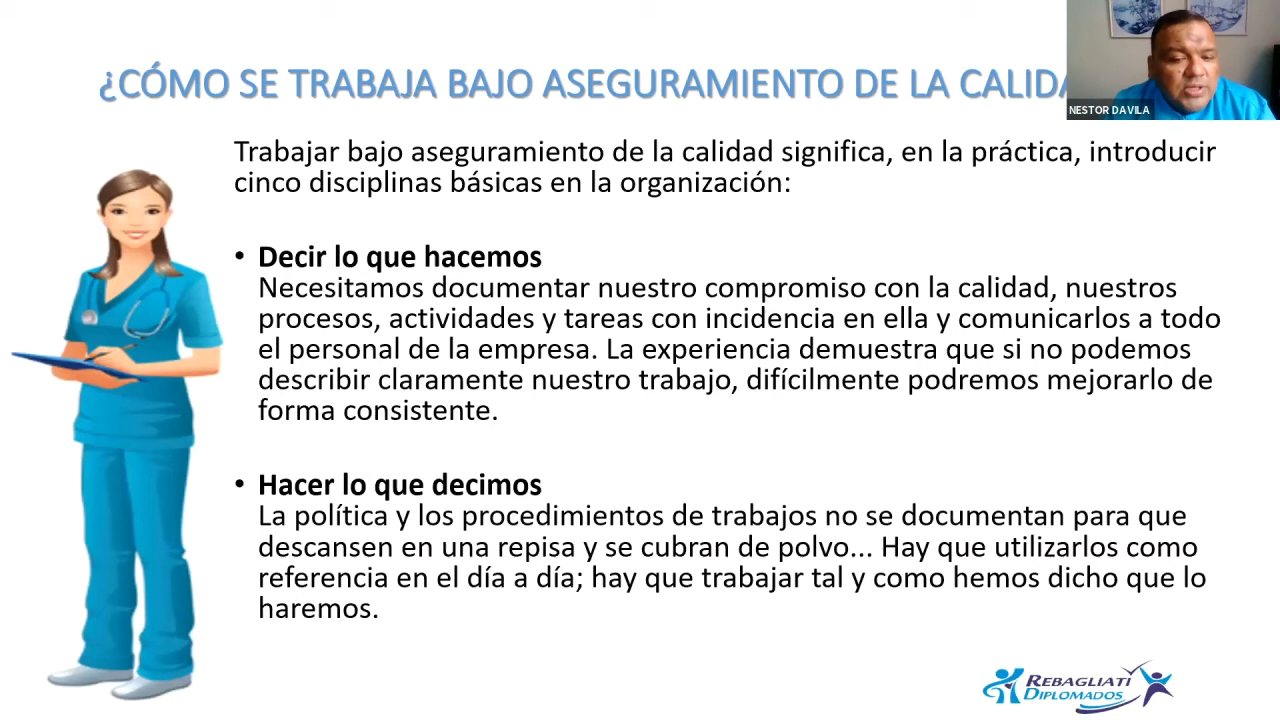 ¿CÓMO SE TRABAJA BAJO ASEGURAMIENTO DE LA CALIDA
NESTOR DAVILA
Trabajar bajo aseguramiento de la calidad significa, en la práctica, introducir
cinco disciplinas básicas en la organización:
• Decir lo que hacemos
Necesitamos documentar nuestro compromiso con la calidad, nuestros
procesos, actividades y tareas con incidencia en ella y comunicarlos a todo
el personal de la empresa. La experiencia demuestra que si no podemos
describir claramente nuestro trabajo, difícilmente podremos mejorarlo de
forma consistente.
• Hacer lo que decimos
La política y los procedimientos de trabajos no se documentan para que
descansen en una repisa y se cubran de polvo... Hay que utilizarlos como
referencia en el día a día; hay que trabajar tal y como hemos dicho que lo
haremos.
REBAGLIATI
DIPLOMADOS